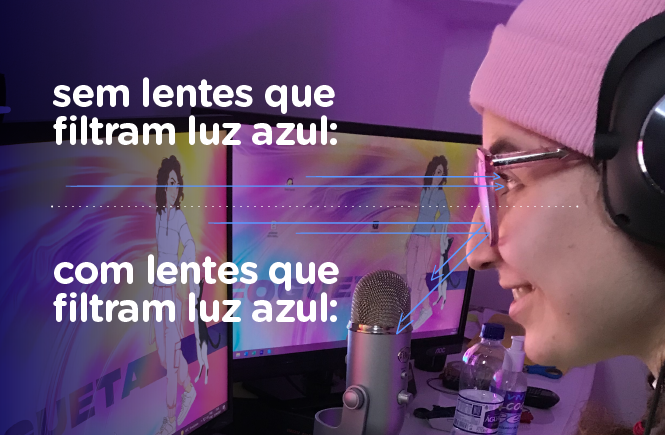 sem lentes que
filtram luz azul:
com lentes que
filtram luz azul: